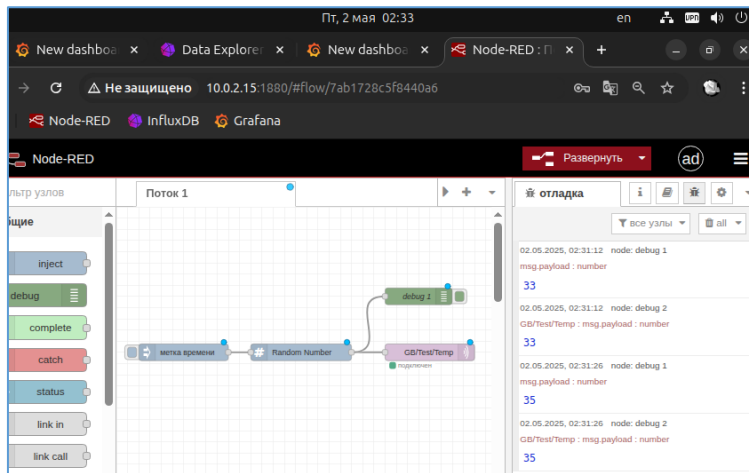 Пт, 2 мая 02:33
en
VPN
New dashboa
Data Explorer
New dashboa
Node-RED : П
Не защищено 10.0.2.15:1880/#flow/7ab1728c5f8440a6
Node-RED
InfluxDB
Grafana
Node-RED
Развернуть
ad
льтр узлов
Поток 1
отладка
бщие
все узлы
all
inject
debug
complete
catch
status
link in
link call
метка времени
Random Number
debug 1
GB/Test/Temp
подключен
02.05.2025, 02:31:12 node: debug 1
msg.payload : number
33
02.05.2025, 02:31:12 node: debug 2
GB/Test/Temp : msg.payload : number
33
02.05.2025, 02:31:26 node: debug 1
msg.payload : number
35
02.05.2025, 02:31:26 node: debug 2
GB/Test/Temp : msg.payload : number
35